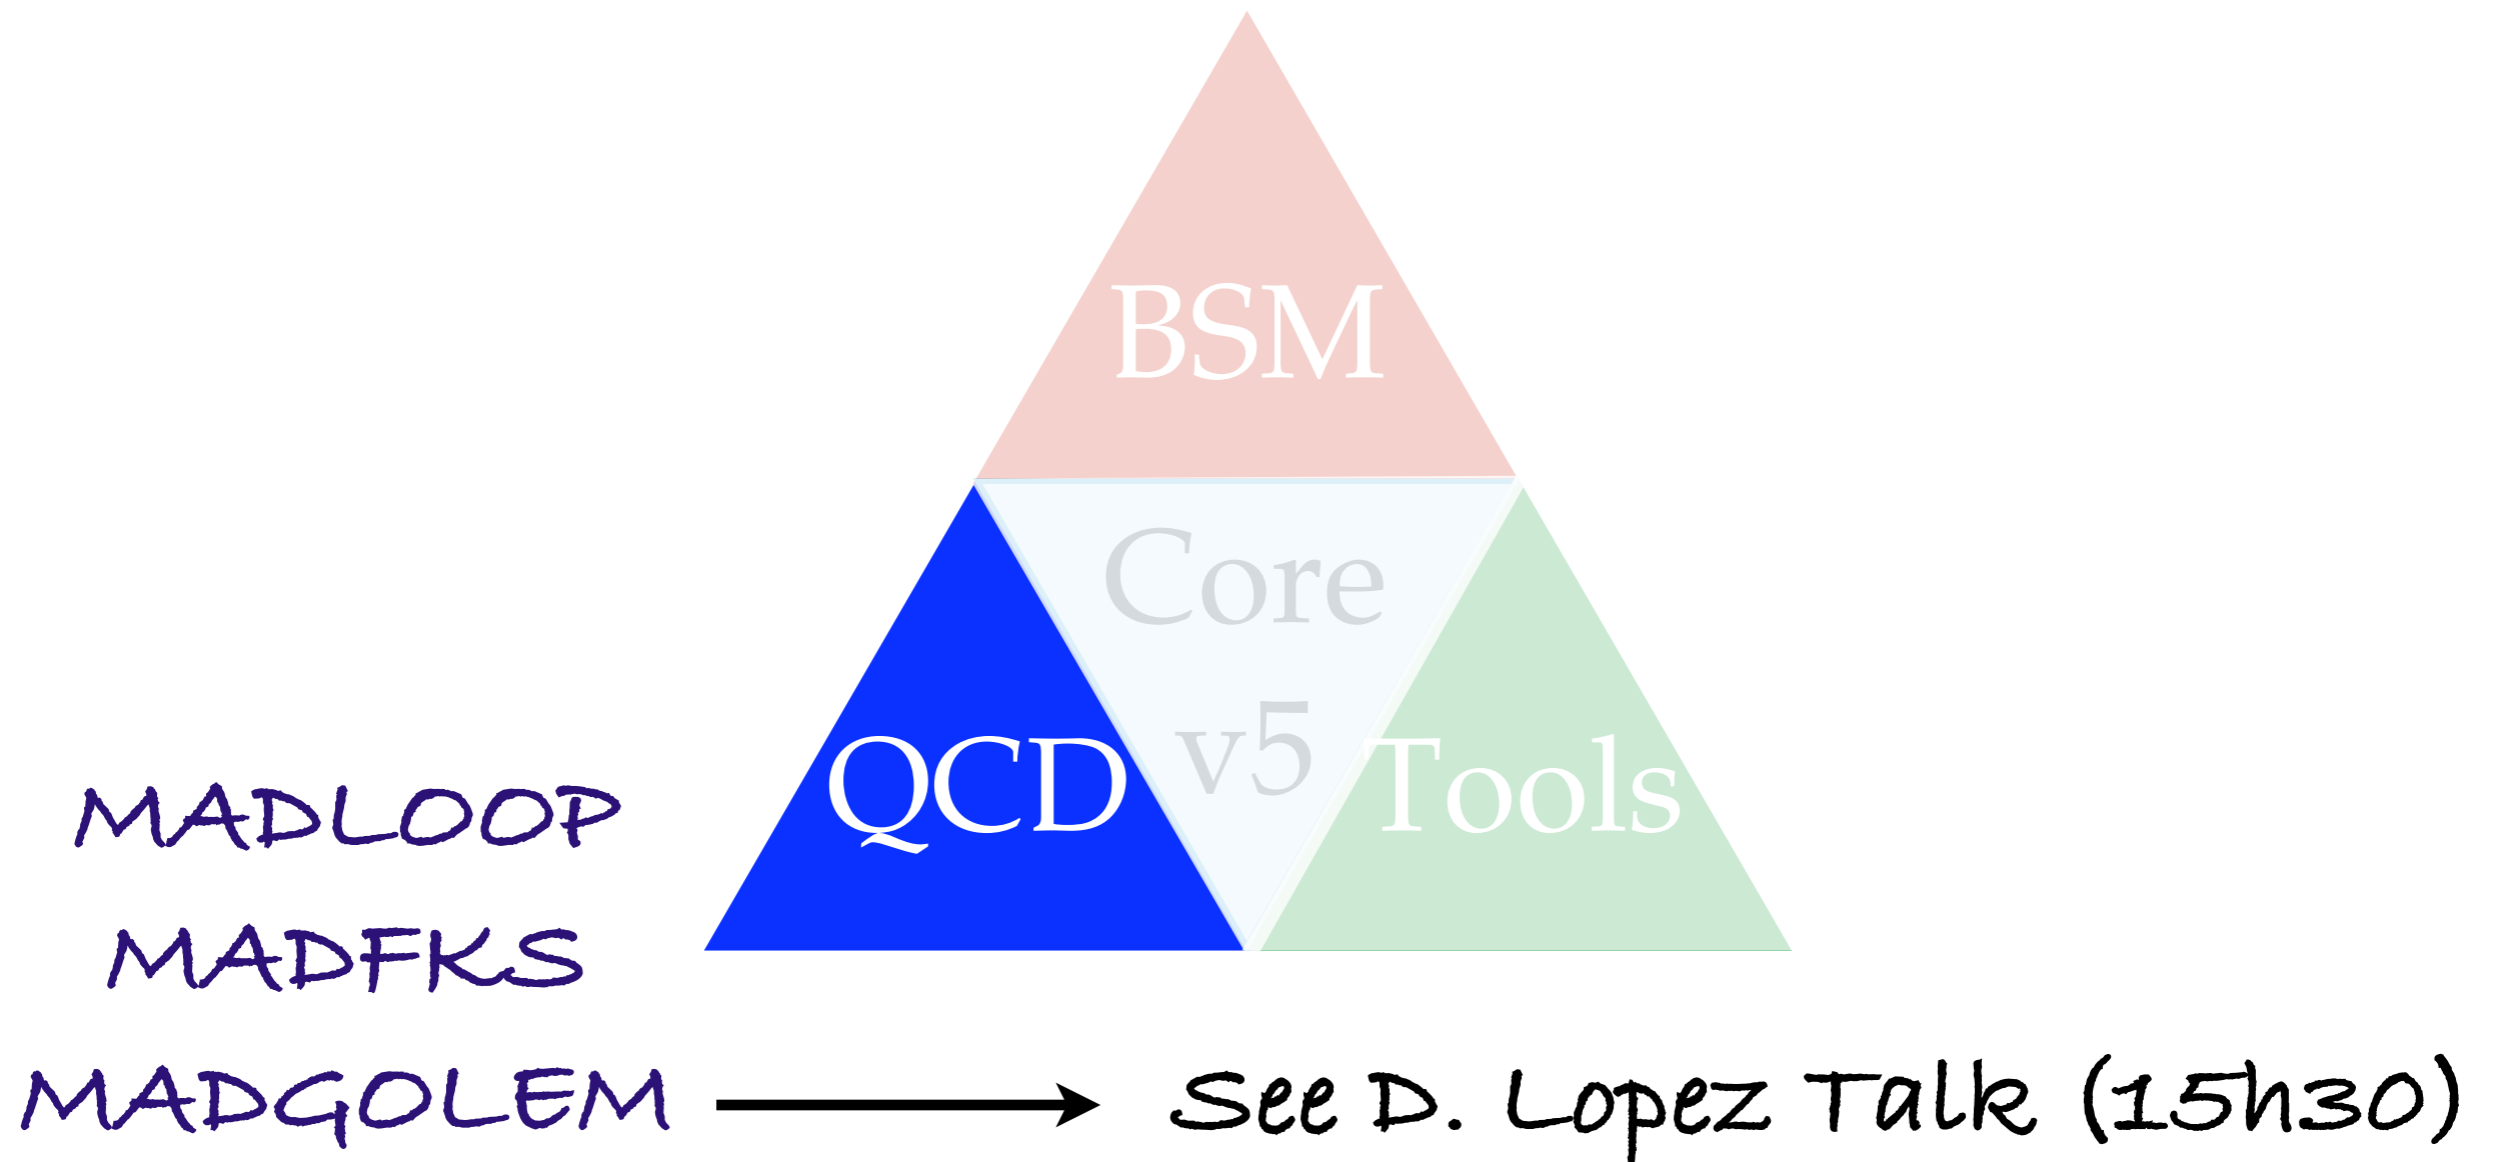 BSM
Core
v5
QCD
Tools
MADLOOP
MADFKS
MADGOLEM
See D. Lopez Talk (15h30)